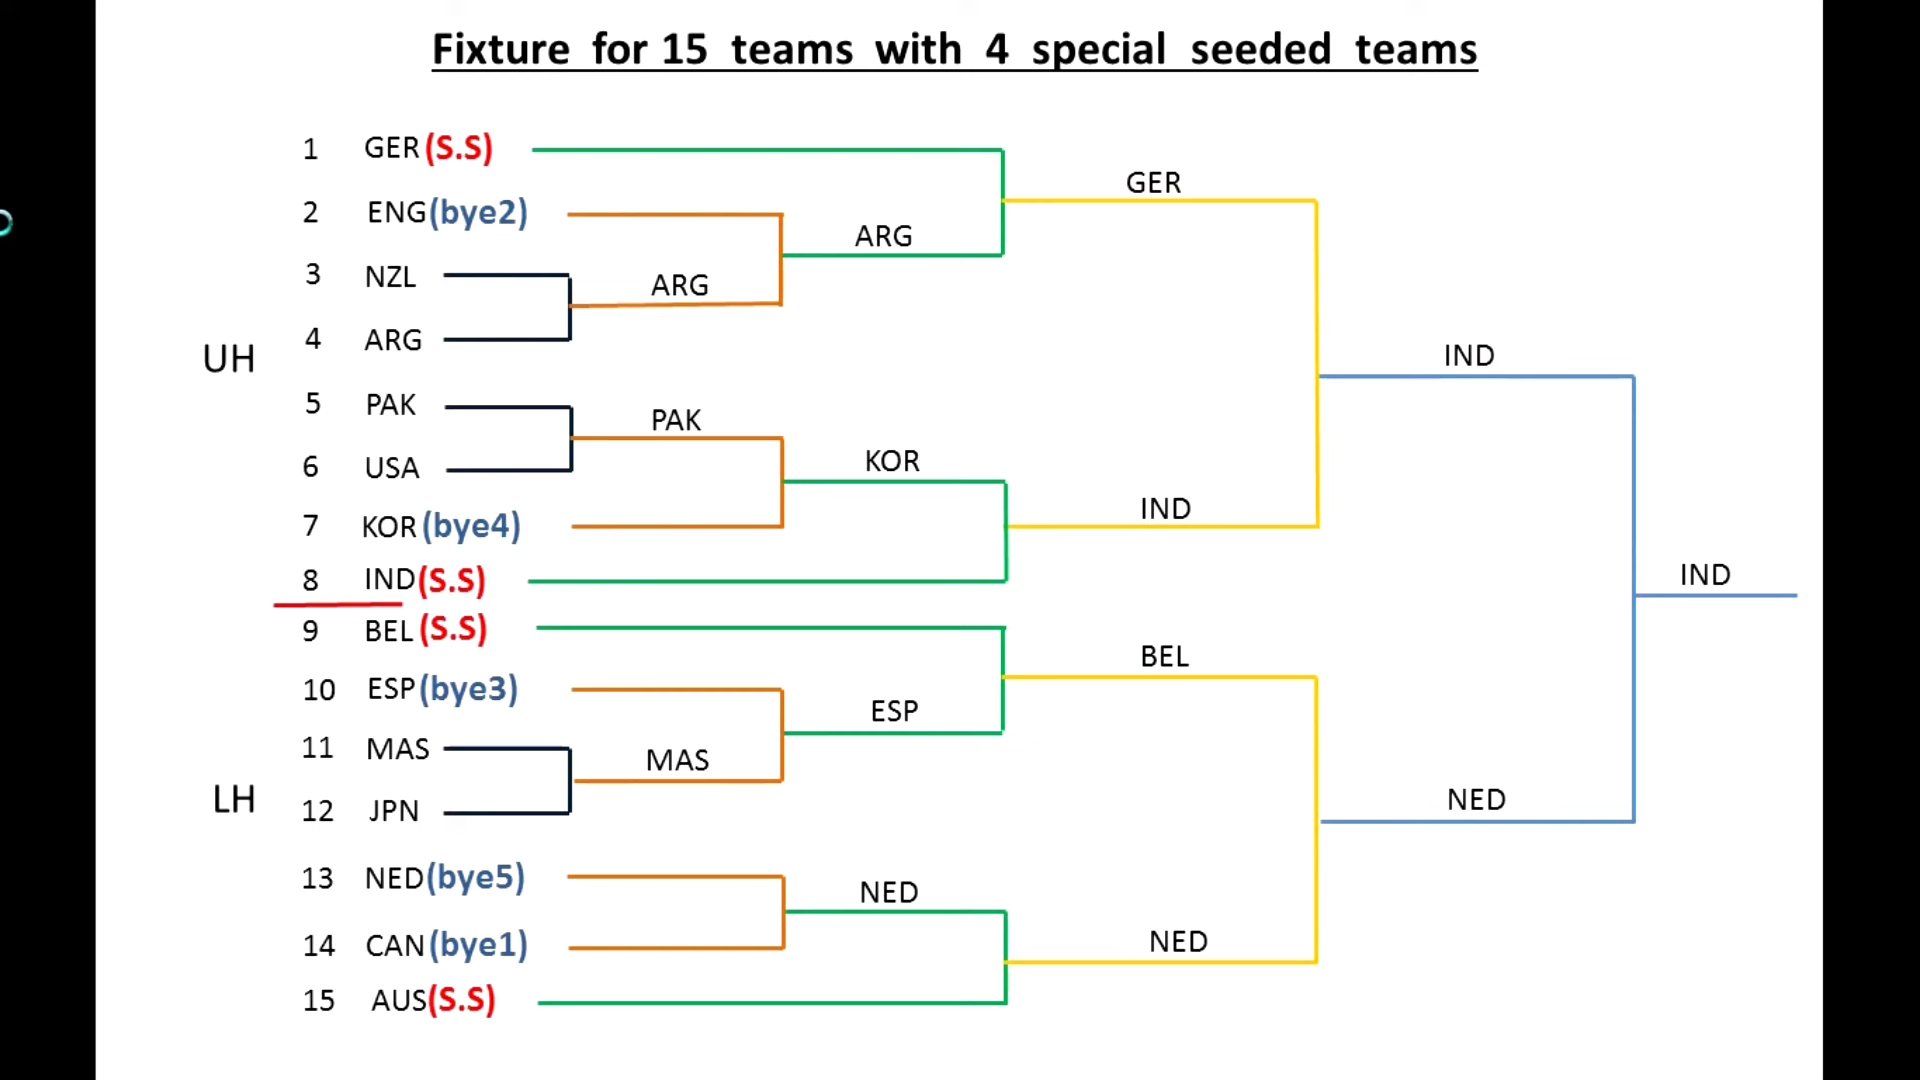 Fixture for 15 teams with 4 special seeded teams
1 GER (S.S)
GER
2 ENG (bye2)
ARG
3 NZL
ARG
4 ARG
UH
IND
5 PAK
PAK
6 USA
KOR
7 KOR (bye4)
IND
8 IND (S.S)
IND
9 BEL (S.S)
BEL
10 ESP (bye3)
ESP
11 MAS
MAS
12 JPN
LH
NED
13 NED (bye5)
NED
14 CAN (bye1)
NED
15 AUS (S.S)